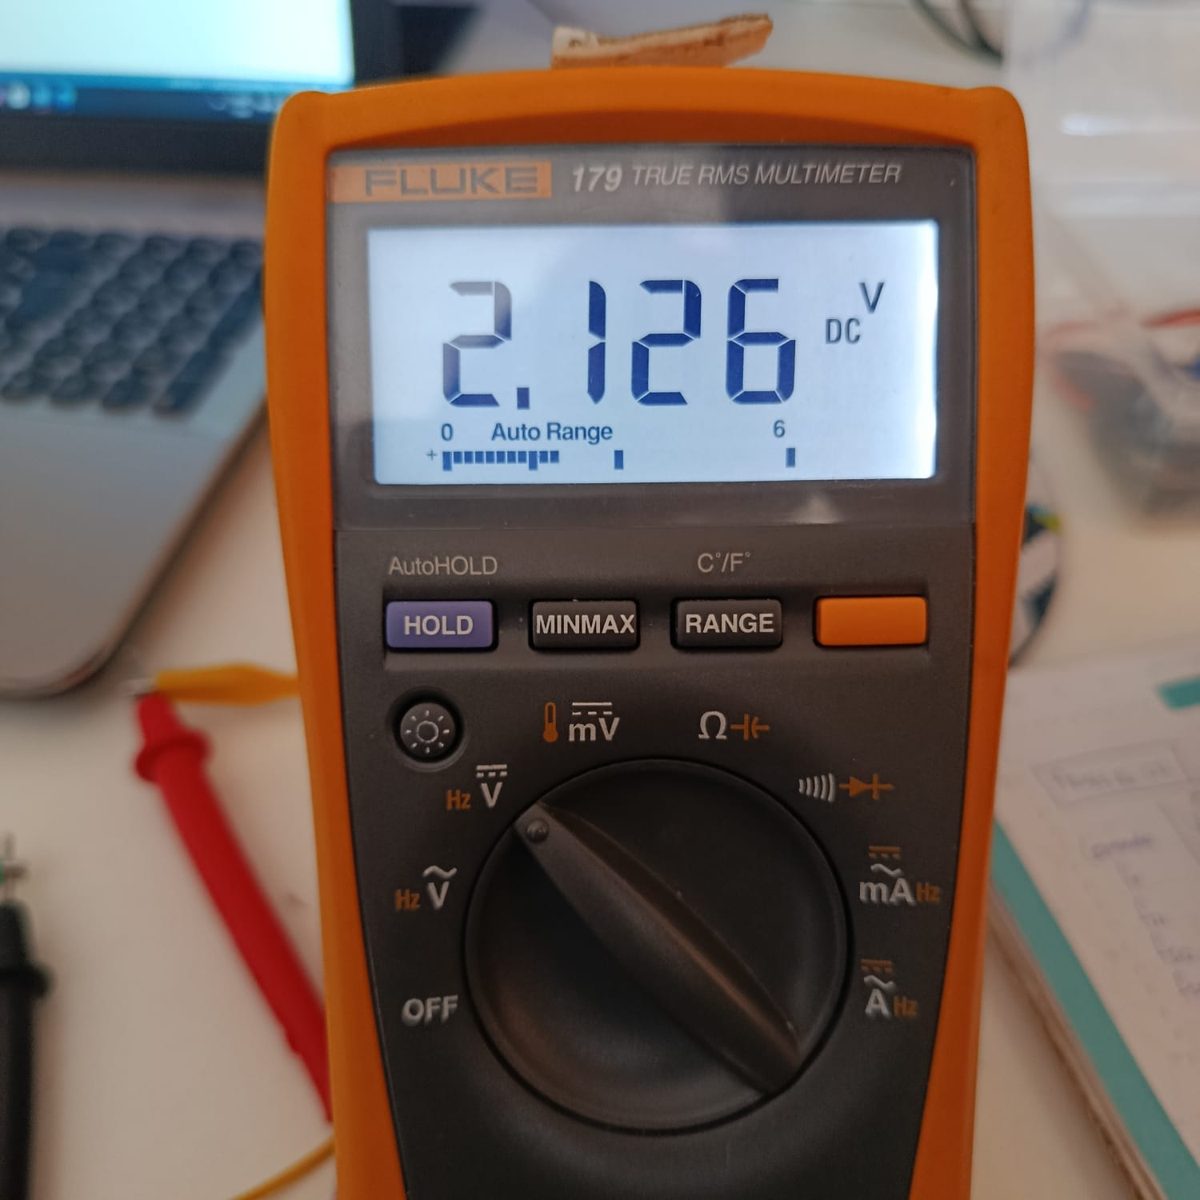 FLUKE 179 TRUE RMS MULTIMETER
2.126 V DC
0 Auto Range 6
+
AutoHOLD C°/F°
HOLD MINMAX RANGE
mV Ω
Hz V
Hz V mA Hz
OFF A Hz